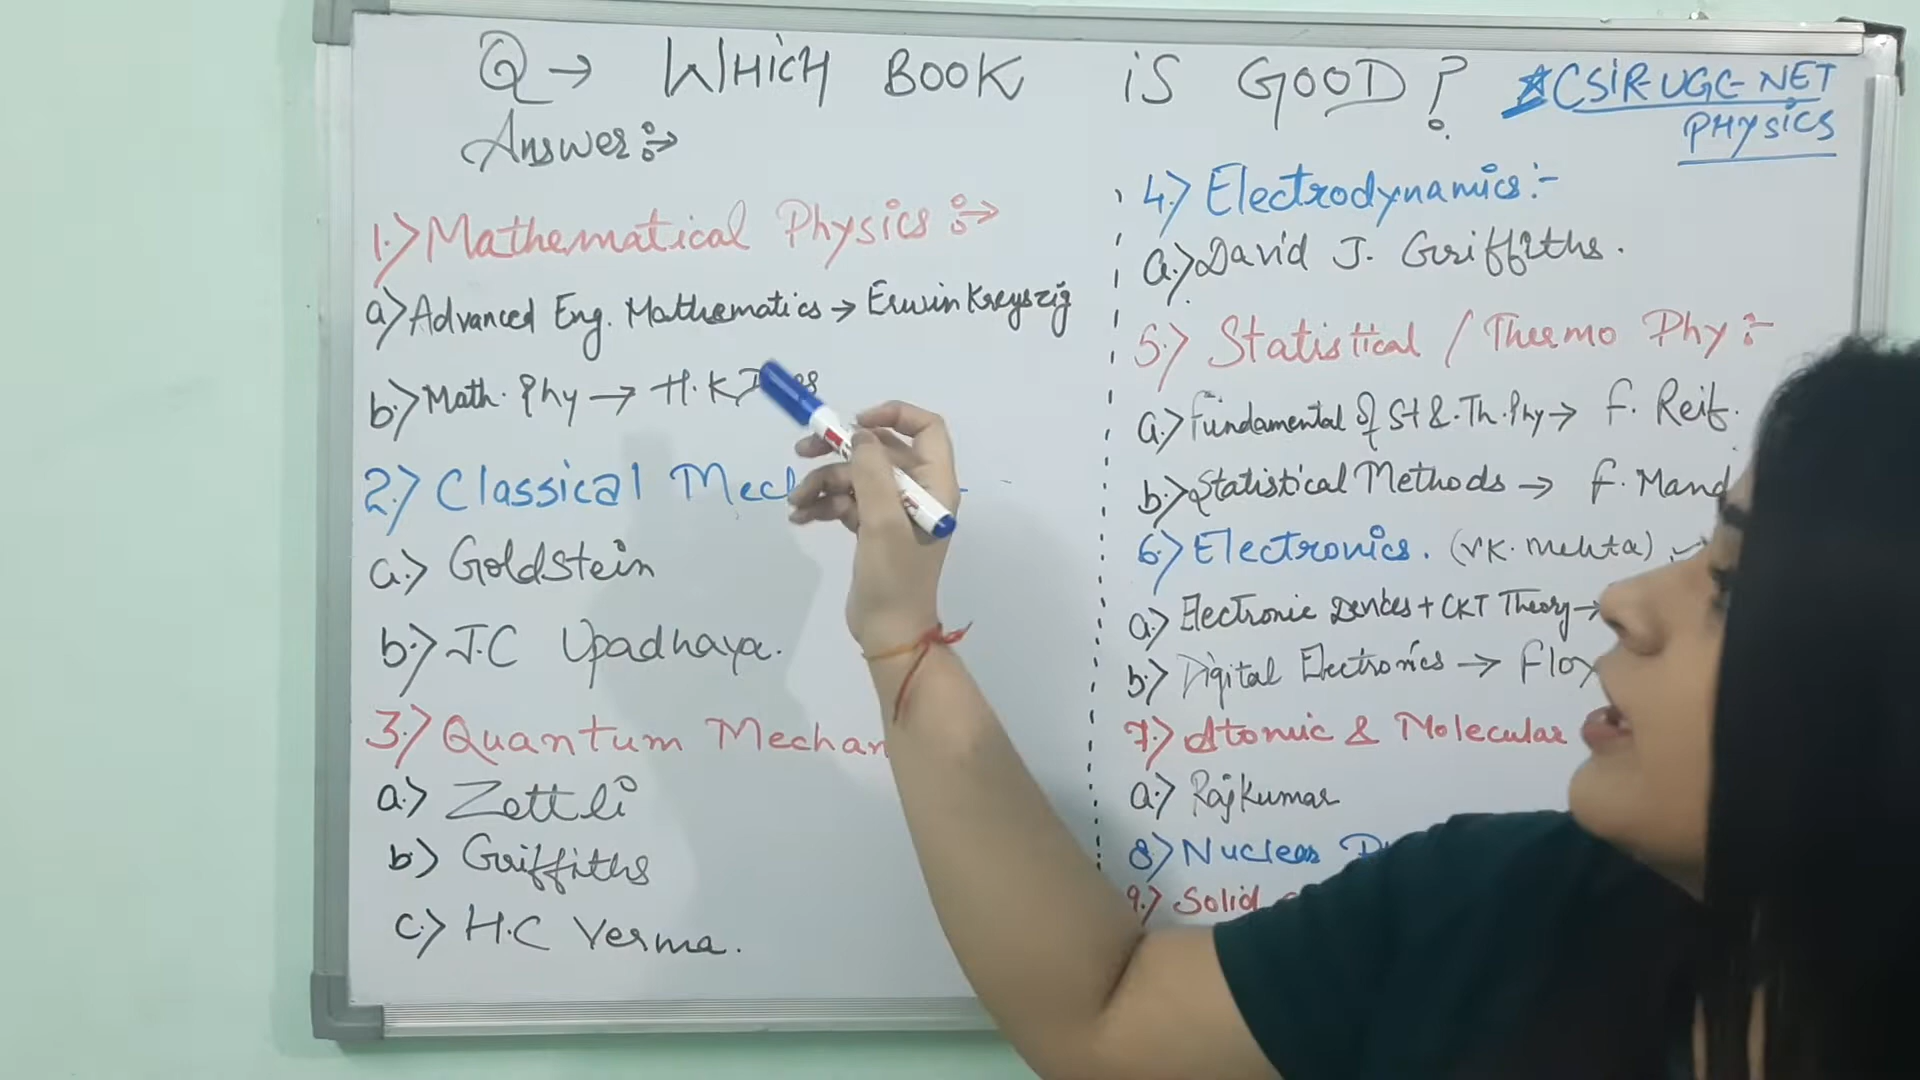 Q → WHICH BOOK IS GOOD?
CSIR-UGC-NET
PHYSICS
Answer :→
1.) Mathematical Physics :→
a) Advanced Eng. Mathematics → Erwin Kreyszig
b.) Math. Phy → H.K
2.) Classical
a.) Goldstein
b.) J.C Upadhaya.
3.) Quantum
a.) Zettli
b) Griffiths
c.) H.C Verma.
4.) Electrodynamics :-
a.) David J. Griffiths.
5.) Statistical / Thermo Phy :-
a.) Fundamental of St & Th. Phy → F. Reif.
b.) Statistical Methods → F.
6.) Electronics. (VK. Mehta)
a.) Electronic Devices + CKT Theory →
b.) Digital Electronics →
7.) Atomic & Molecular
a.) Rajkumar
8.) Nuclear
9.) Solid